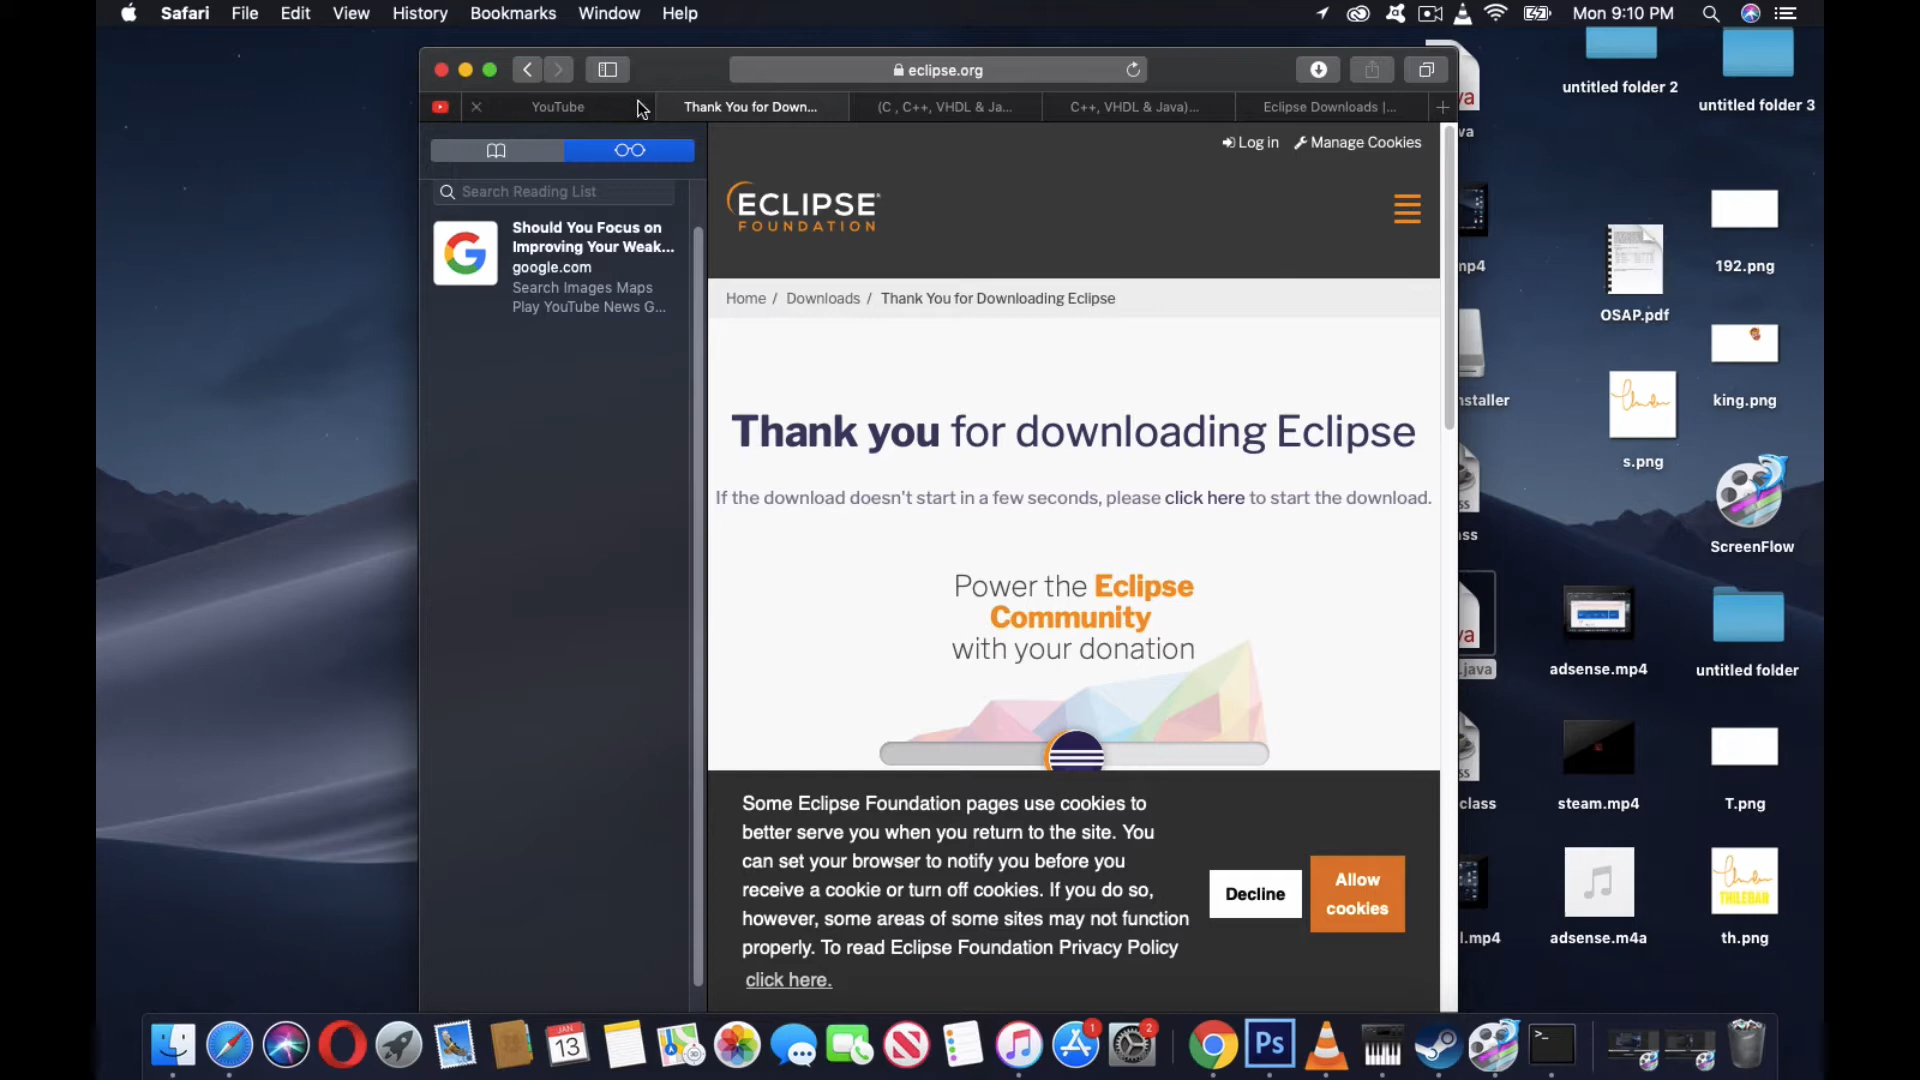 Safari File Edit View History Bookmarks Window Help
Mon 9:10 PM
eclipse.org
YouTube
Thank You for Down...
(C , C++, VHDL & Ja...
C++, VHDL & Java)...
Eclipse Downloads |...
Search Reading List
Should You Focus on
Improving Your Weak...
google.com
Search Images Maps
Play YouTube News G...
Log in
Manage Cookies
ECLIPSE
FOUNDATION
Home / Downloads / Thank You for Downloading Eclipse
Thank you for downloading Eclipse
If the download doesn't start in a few seconds, please click here to start the download.
Power the Eclipse
Community
with your donation
Some Eclipse Foundation pages use cookies to
better serve you when you return to the site. You
can set your browser to notify you before you
receive a cookie or turn off cookies. If you do so,
however, some areas of some sites may not function
properly. To read Eclipse Foundation Privacy Policy
click here.
Decline
Allow
cookies
untitled folder 2
untitled folder 3
192.png
OSAP.pdf
king.png
s.png
ScreenFlow
adsense.mp4
untitled folder
steam.mp4
T.png
adsense.m4a
THILEBAN
th.png
.java
class
JAN
13
1
2
Ps